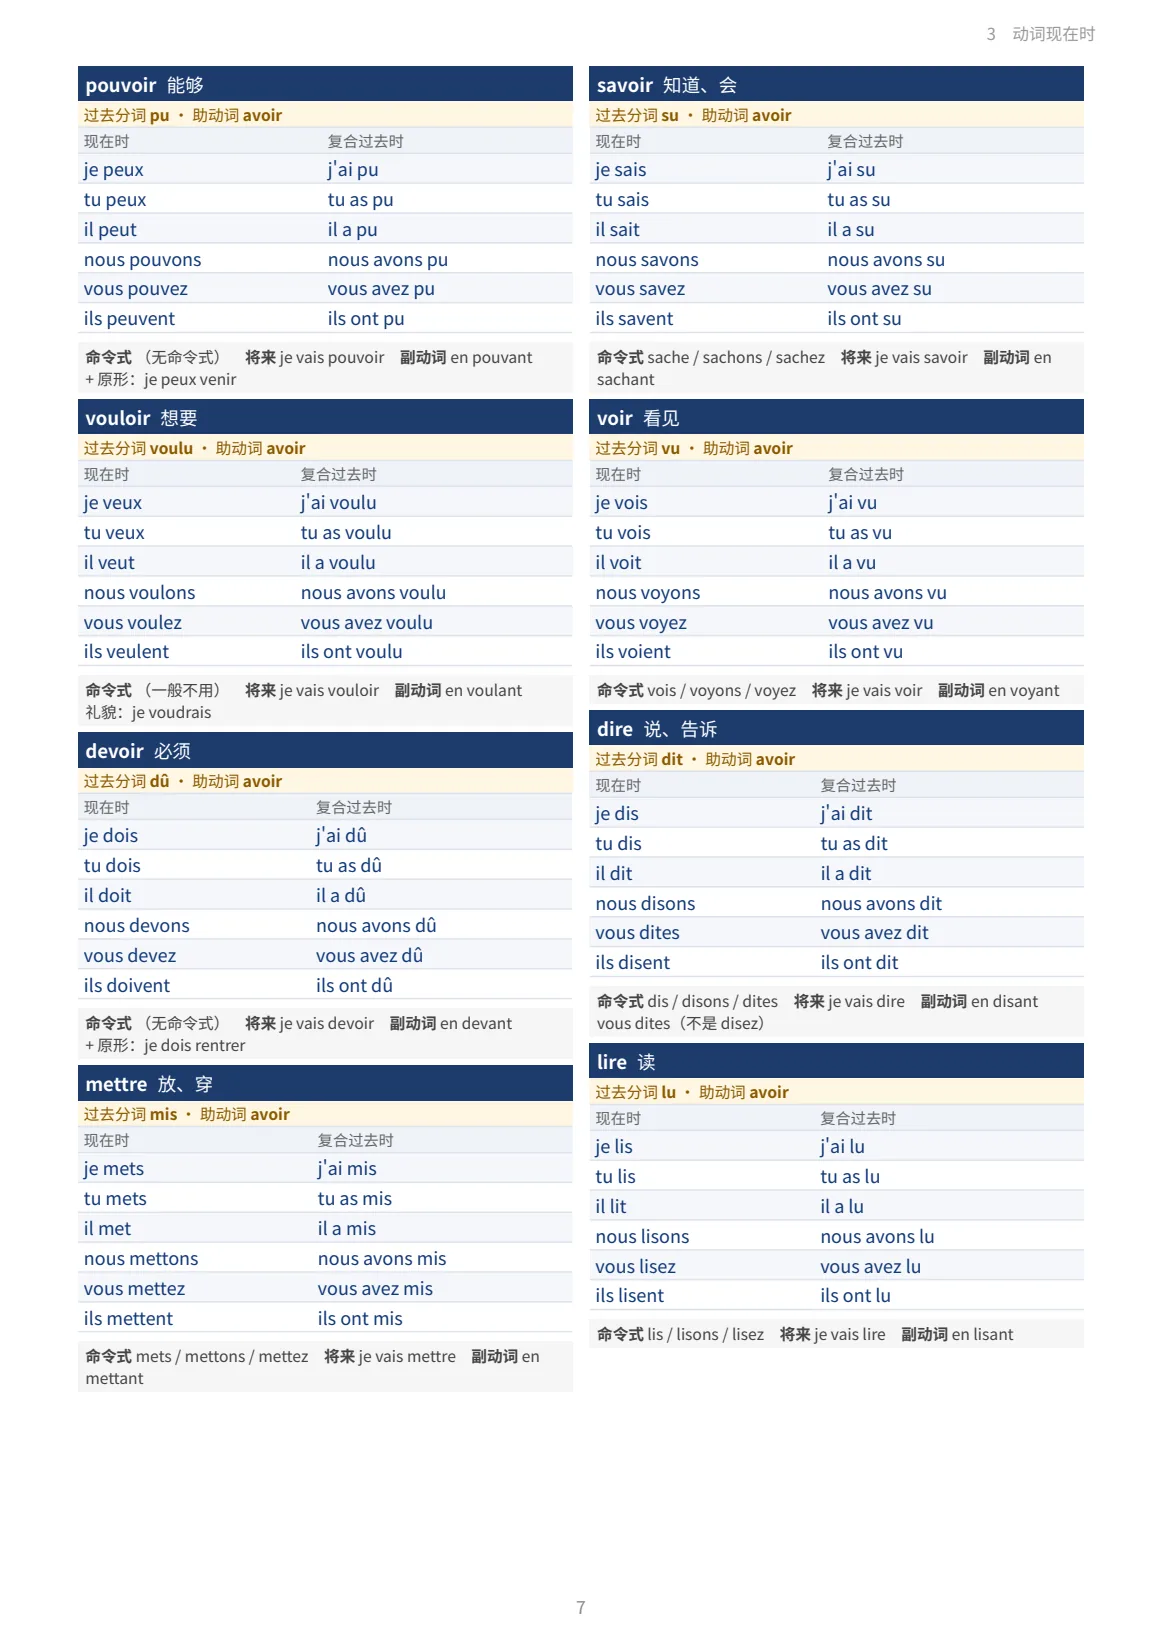 3 动词现在时
pouvoir 能够
过去分词 pu · 助动词 avoir
现在时 复合过去时
je peux j'ai pu
tu peux tu as pu
il peut il a pu
nous pouvons nous avons pu
vous pouvez vous avez pu
ils peuvent ils ont pu
命令式 （无命令式） 将来 je vais pouvoir 副动词 en pouvant
+ 原形：je peux venir
vouloir 想要
过去分词 voulu · 助动词 avoir
现在时 复合过去时
je veux j'ai voulu
tu veux tu as voulu
il veut il a voulu
nous voulons nous avons voulu
vous voulez vous avez voulu
ils veulent ils ont voulu
命令式 （一般不用） 将来 je vais vouloir 副动词 en voulant
礼貌：je voudrais
devoir 必须
过去分词 dû · 助动词 avoir
现在时 复合过去时
je dois j'ai dû
tu dois tu as dû
il doit il a dû
nous devons nous avons dû
vous devez vous avez dû
ils doivent ils ont dû
命令式 （无命令式） 将来 je vais devoir 副动词 en devant
+ 原形：je dois rentrer
mettre 放、穿
过去分词 mis · 助动词 avoir
现在时 复合过去时
je mets j'ai mis
tu mets tu as mis
il met il a mis
nous mettons nous avons mis
vous mettez vous avez mis
ils mettent ils ont mis
命令式 mets / mettons / mettez 将来 je vais mettre 副动词 en
mettant
savoir 知道、会
过去分词 su · 助动词 avoir
现在时 复合过去时
je sais j'ai su
tu sais tu as su
il sait il a su
nous savons nous avons su
vous savez vous avez su
ils savent ils ont su
命令式 sache / sachons / sachez 将来 je vais savoir 副动词 en
sachant
voir 看见
过去分词 vu · 助动词 avoir
现在时 复合过去时
je vois j'ai vu
tu vois tu as vu
il voit il a vu
nous voyons nous avons vu
vous voyez vous avez vu
ils voient ils ont vu
命令式 vois / voyons / voyez 将来 je vais voir 副动词 en voyant
dire 说、告诉
过去分词 dit · 助动词 avoir
现在时 复合过去时
je dis j'ai dit
tu dis tu as dit
il dit il a dit
nous disons nous avons dit
vous dites vous avez dit
ils disent ils ont dit
命令式 dis / disons / dites 将来 je vais dire 副动词 en disant
vous dites（不是 disez）
lire 读
过去分词 lu · 助动词 avoir
现在时 复合过去时
je lis j'ai lu
tu lis tu as lu
il lit il a lu
nous lisons nous avons lu
vous lisez vous avez lu
ils lisent ils ont lu
命令式 lis / lisons / lisez 将来 je vais lire 副动词 en lisant
7